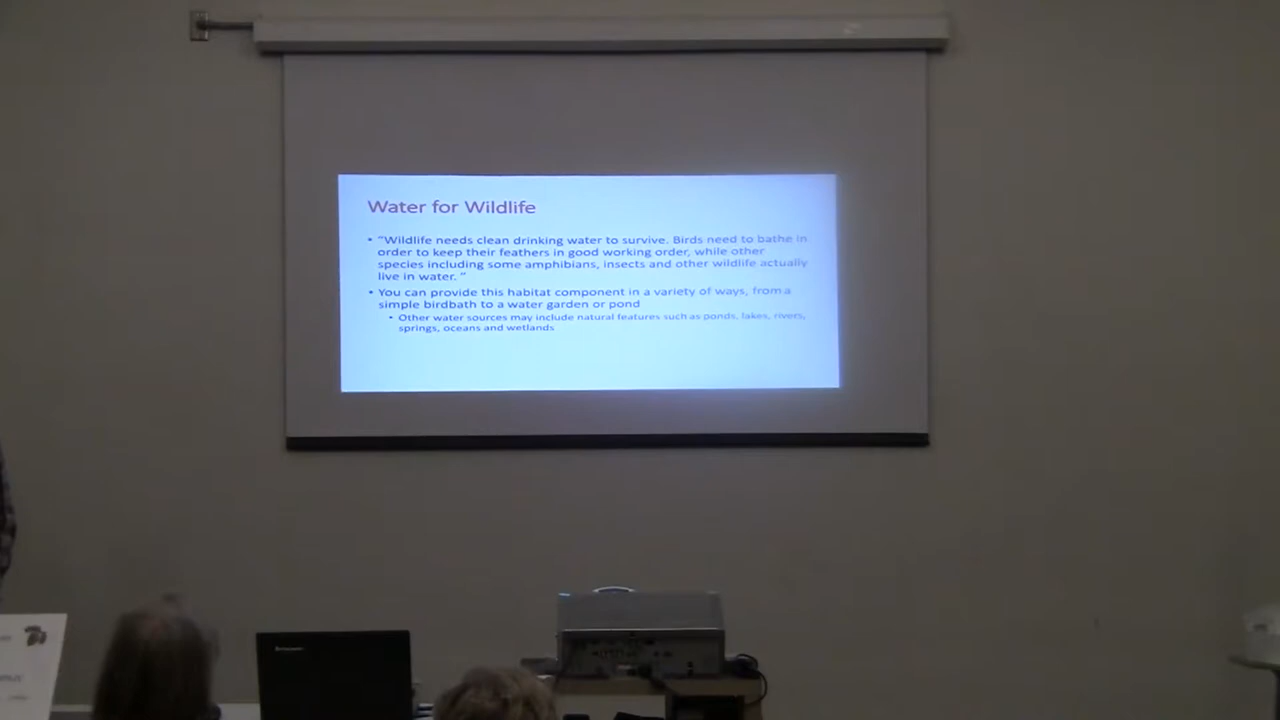 Water for Wildlife
• "Wildlife needs clean drinking water to survive. Birds need to bathe in
order to keep their feathers in good working order, while other
species including some amphibians, insects and other wildlife actually
live in water. "
• You can provide this habitat component in a variety of ways, from a
simple birdbath to a water garden or pond
• Other water sources may include natural features such as ponds, lakes, rivers,
springs, oceans and wetlands